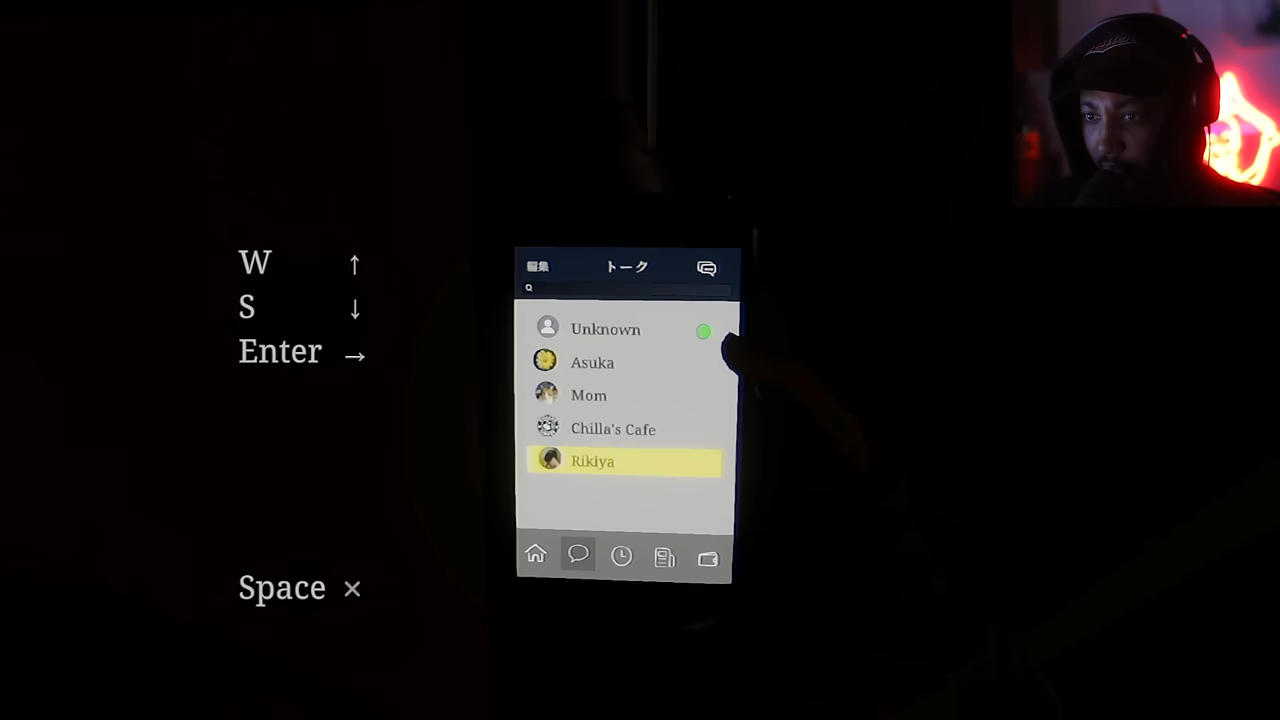 W ↑
S ↓
Enter →
Space ×
編集 トーク
Unknown
Asuka
Mom
Chilla's Cafe
Rikiya